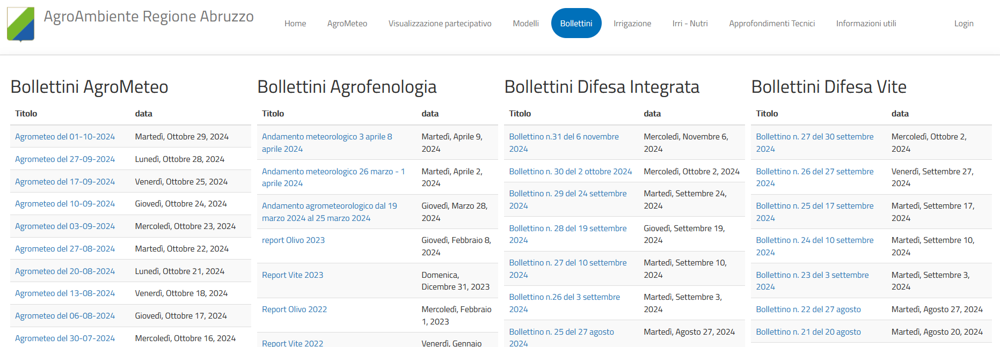 AgroAmbiente Regione Abruzzo
Home AgroMeteo Visualizzazione partecipativo Modelli Bollettini Irrigazione Irri - Nutri Approfondimenti Tecnici Informazioni utili Login
Bollettini AgroMeteo
Titolo data
Agrometeo del 01-10-2024 Martedì, Ottobre 29, 2024
Agrometeo del 27-09-2024 Lunedì, Ottobre 28, 2024
Agrometeo del 17-09-2024 Venerdì, Ottobre 25, 2024
Agrometeo del 10-09-2024 Giovedì, Ottobre 24, 2024
Agrometeo del 03-09-2024 Mercoledì, Ottobre 23, 2024
Agrometeo del 27-08-2024 Martedì, Ottobre 22, 2024
Agrometeo del 20-08-2024 Lunedì, Ottobre 21, 2024
Agrometeo del 13-08-2024 Venerdì, Ottobre 18, 2024
Agrometeo del 06-08-2024 Giovedì, Ottobre 17, 2024
Agrometeo del 30-07-2024 Mercoledì, Ottobre 16, 2024
Bollettini Agrofenologia
Titolo data
Andamento meteorologico 3 aprile 8 Martedì, Aprile 9,
aprile 2024 2024
Andamento meteorologico 26 marzo - 1 Martedì, Aprile 2,
aprile 2024 2024
Andamento agrometeorologico dal 19 Giovedì, Marzo 28,
marzo 2024 al 25 marzo 2024 2024
report Olivo 2023 Giovedì, Febbraio 8,
2024
Report Vite 2023 Domenica,
Dicembre 31, 2023
Report Olivo 2022 Mercoledì, Febbraio
1, 2023
Report Vite 2022 Venerdì, Gennaio
Bollettini Difesa Integrata
Titolo data
Bollettino n.31 del 6 novembre Mercoledì, Novembre 6,
2024 2024
Bollettino n. 30 del 2 ottobre 2024 Mercoledì, Ottobre 2, 2024
Bollettino n. 29 del 24 settembre Martedì, Settembre 24,
2024 2024
Bollettino n. 28 del 19 settembre Giovedì, Settembre 19,
2024 2024
Bollettino n. 27 del 10 settembre Martedì, Settembre 10,
2024 2024
Bollettino n.26 del 3 settembre Martedì, Settembre 3,
2024 2024
Bollettino n. 25 del 27 agosto Martedì, Agosto 27, 2024
2024
Bollettini Difesa Vite
Titolo data
Bollettino n. 27 del 30 settembre Mercoledì, Ottobre 2,
2024 2024
Bollettino n. 26 del 27 settembre Venerdì, Settembre 27,
2024 2024
Bollettino n. 25 del 17 settembre Martedì, Settembre 17,
2024 2024
Bollettino n. 24 del 10 settembre Martedì, Settembre 10,
2024 2024
Bollettino n. 23 del 3 settembre Martedì, Settembre 3,
2024 2024
Bollettino n. 22 del 27 agosto Martedì, Agosto 27, 2024
Bollettino n. 21 del 20 agosto Martedì, Agosto 20, 2024